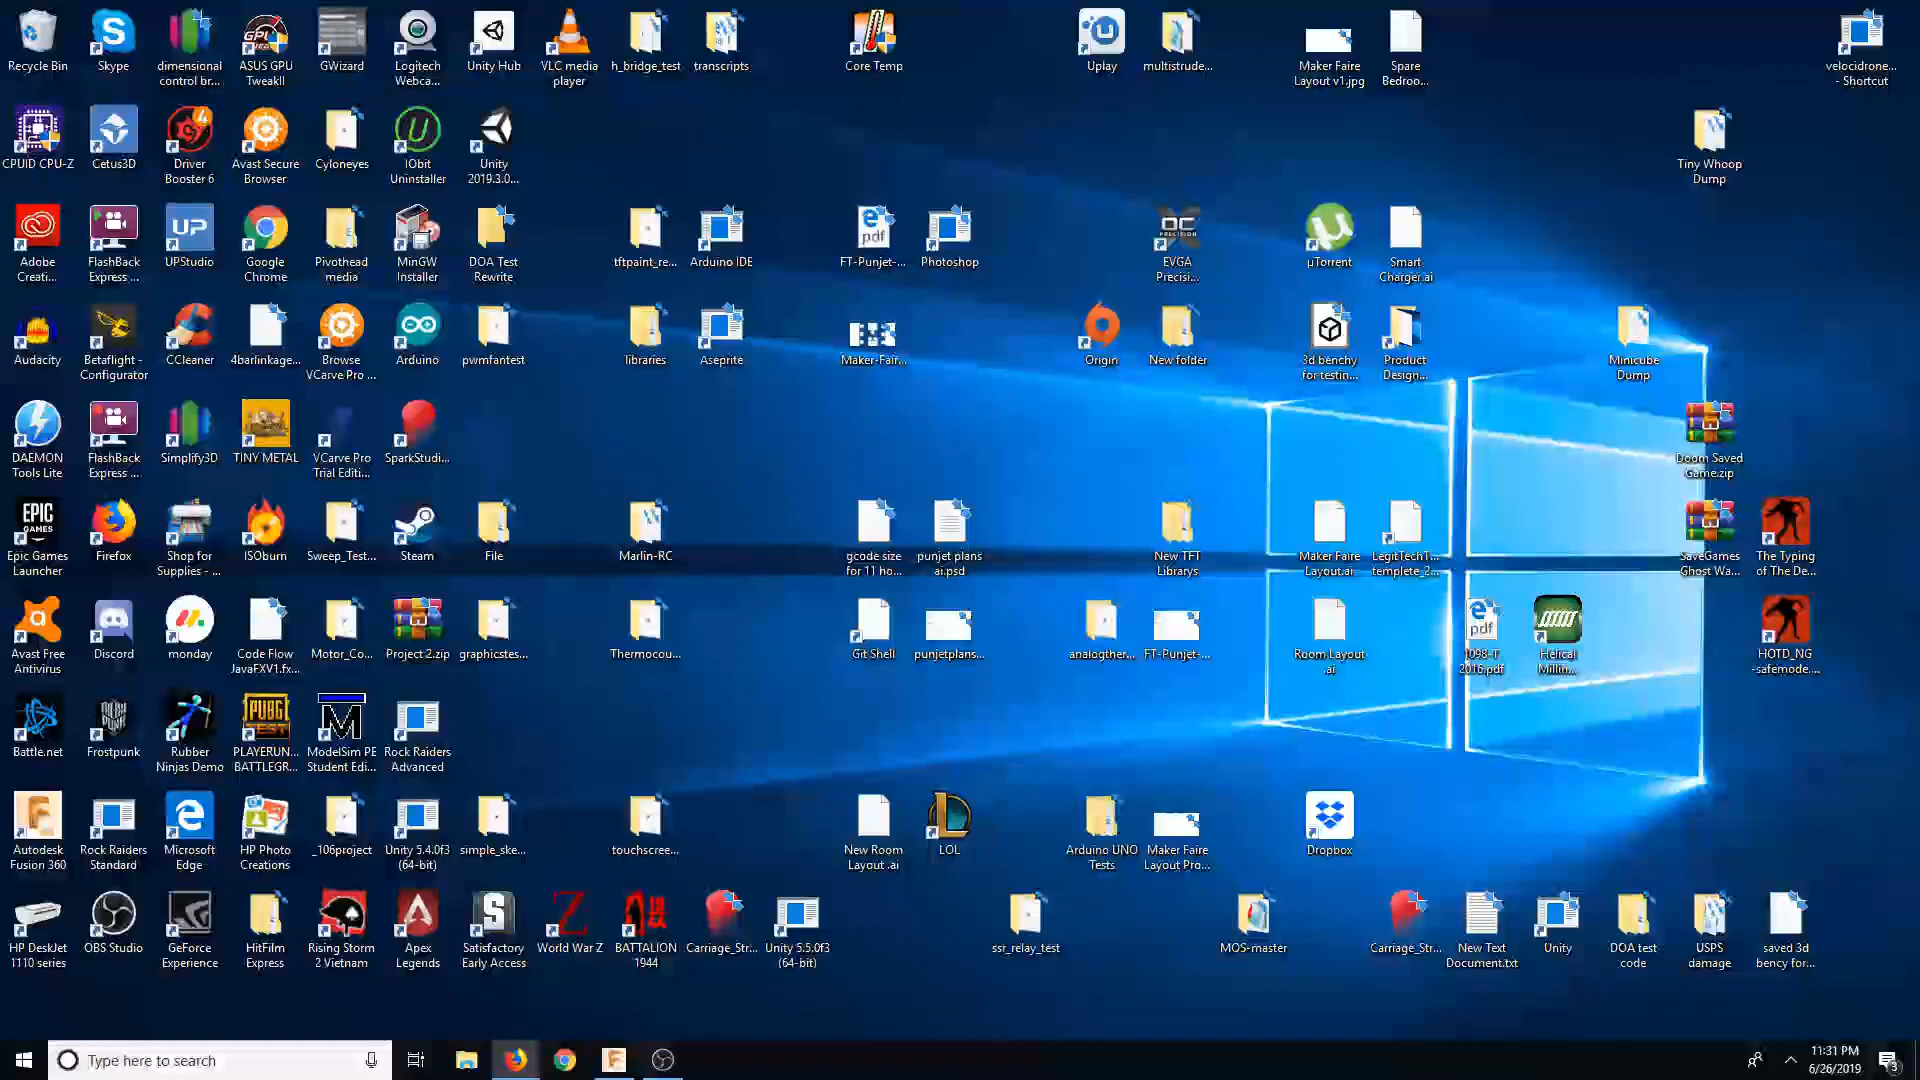 Recycle Bin
Skype
dimensional
control br...
ASUS GPU
TweakII
GWizard
Logitech
Webca...
Unity Hub
VLC media
player
h_bridge_test
transcripts
Core Temp
Uplay
multistrude...
Maker Faire
Layout v1.jpg
Spare
Bedroo...
velocidrone...
- Shortcut
CPUID CPU-Z
Cetus3D
Driver
Booster 6
Avast Secure
Browser
Cyloneyes
IObit
Uninstaller
Unity
2019.3.0...
Tiny Whoop
Dump
Adobe
Creati...
FlashBack
Express ...
UP
UPStudio
Google
Chrome
Pivothead
media
MinGW
Installer
DOA Test
Rewrite
tftpaint_re...
Arduino IDE
pdf
FT-Punjet-...
Photoshop
OC
PRECISION
EVGA
Precisi...
µTorrent
Smart
Charger.ai
Audacity
Betaflight -
Configurator
CCleaner
4barlinkage...
Browse
VCarve Pro ...
Arduino
pwmfantest
libraries
Aseprite
Maker-Fair...
Origin
New folder
3d benchy
for testin...
Product
Design...
Minicube
Dump
DAEMON
Tools Lite
FlashBack
Express ...
Simplify3D
TINY METAL
VCarve Pro
Trial Editi...
SparkStudi...
Doom Saved
Game.zip
EPIC
GAMES
Epic Games
Launcher
Firefox
Shop for
Supplies - ...
ISOburn
Sweep_Test...
Steam
File
Marlin-RC
gcode size
for 11 ho...
punjet plans
ai.psd
New TFT
Librarys
Maker Faire
Layout.ai
LegitTech1...
templete_2...
SaveGames
Ghost Wa...
The Typing
of The De...
Avast Free
Antivirus
Discord
monday
Code Flow
JavaFXV1.fx...
Motor_Co...
Project 2.zip
graphicstes...
Thermocou...
Git Shell
punjetplans...
analogther...
FT-Punjet-...
Room Layout
.ai
pdf
1098-T
2016.pdf
Helical
Millin...
HOTD_NG
-safemode....
Battle.net
Frostpunk
Rubber
Ninjas Demo
PUBG
TEST
PLAYERUN...
BATTLEGR...
M
ModelSim PE
Student Edi...
Rock Raiders
Advanced
Autodesk
Fusion 360
Rock Raiders
Standard
Microsoft
Edge
HP Photo
Creations
_106project
Unity 5.4.0f3
(64-bit)
simple_ske...
touchscree...
New Room
Layout .ai
LOL
Arduino UNO
Tests
Maker Faire
Layout Pro...
Dropbox
HP DeskJet
1110 series
OBS Studio
GeForce
Experience
HitFilm
Express
Rising Storm
2 Vietnam
Apex
Legends
Satisfactory
Early Access
World War Z
BATTALION
1944
Carriage_Str...
Unity 5.5.0f3
(64-bit)
ssr_relay_test
MOS-master
Carriage_Str...
New Text
Document.txt
Unity
DOA test
code
USPS
damage
saved 3d
bency for...
Type here to search
11:31 PM
6/26/2019
3